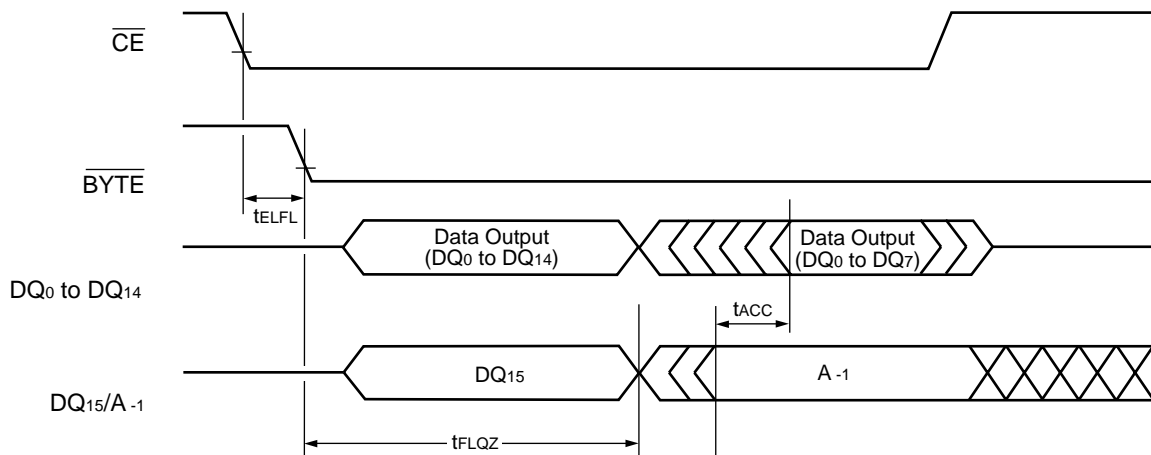 CE
BYTE
tELFL
Data Output
(DQ0 to DQ14)
Data Output
(DQ0 to DQ7)
DQ0 to DQ14
tACC
DQ15
A -1
DQ15/A -1
tFLQZ